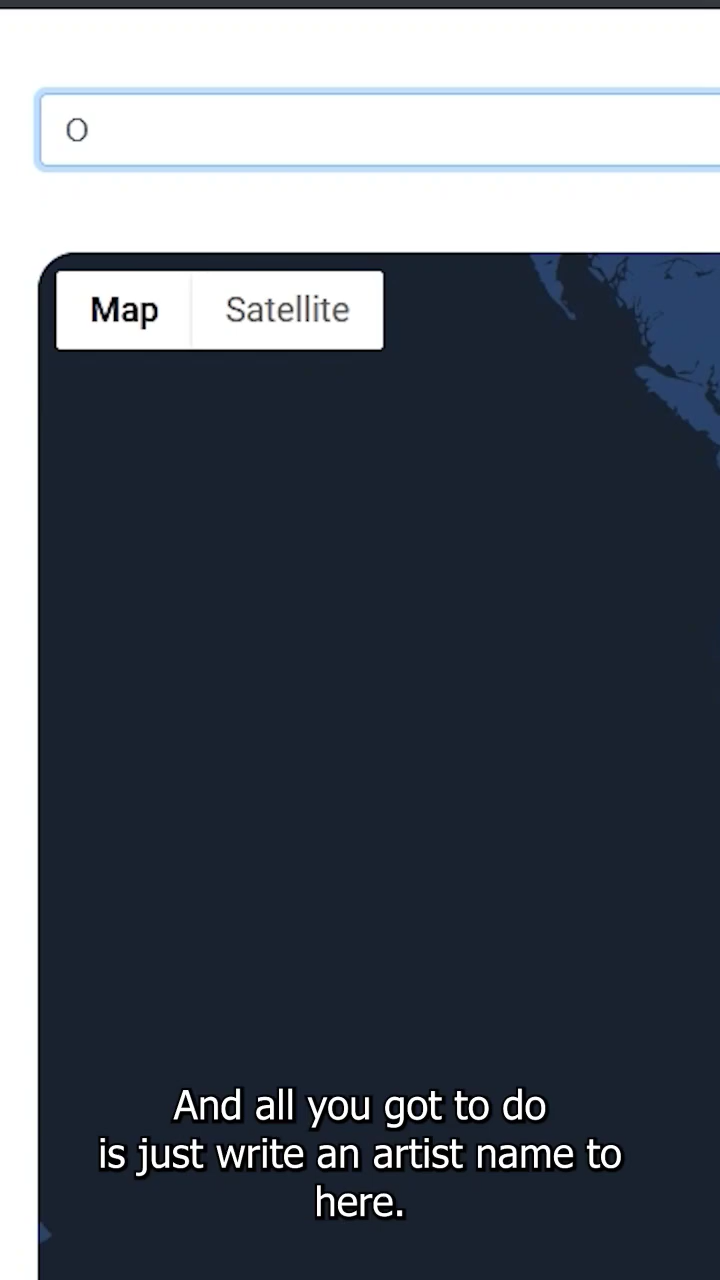 O
Map Satellite
And all you got to do
is just write an artist name to
here.